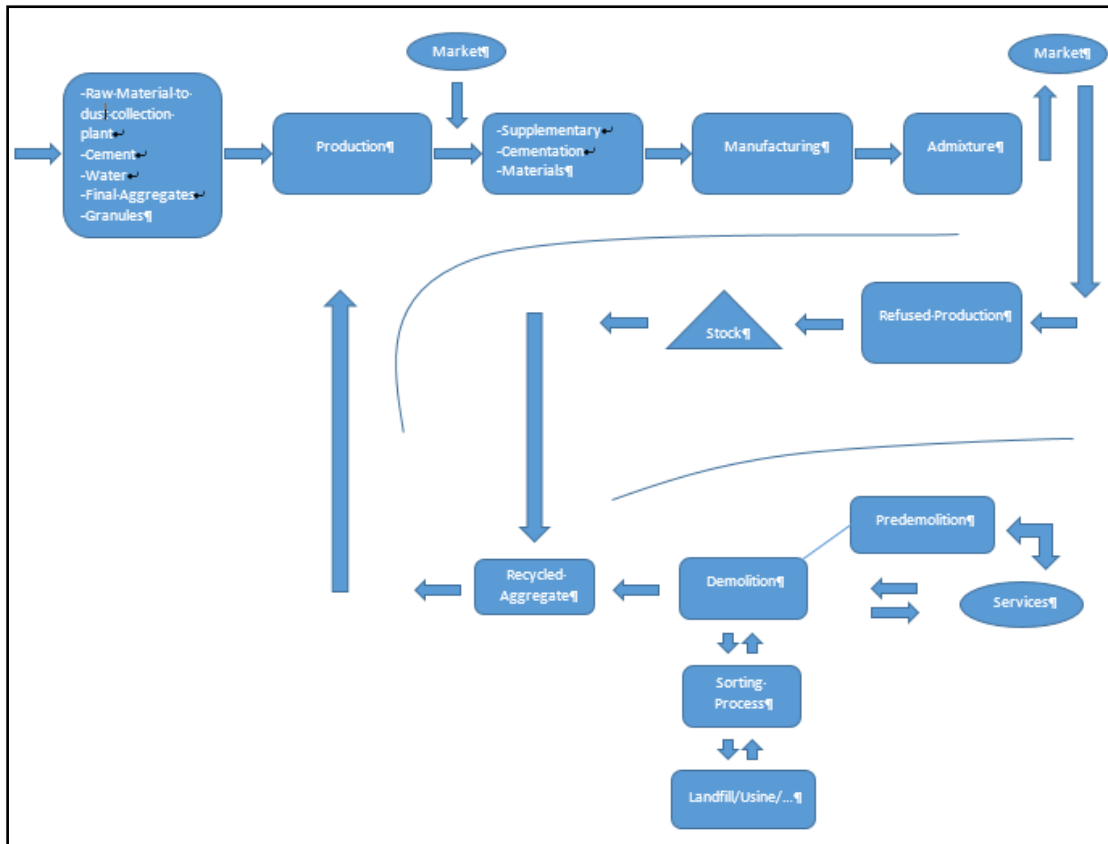 Market¶
Market¶
-Raw·Material·to·
dust·collection·
plant↵
-Cement↵
-Water↵
-Final·Aggregates↵
-Granules¶
Production¶
-Supplementary↵
-Cementation↵
-Materials¶
Manufacturing¶
Admixture¶
Refused·Production¶
Stock¶
Predemolition¶
Recycled·
Aggregate¶
Demolition¶
Services¶
Sorting·
Process¶
Landfill/Usine/...¶